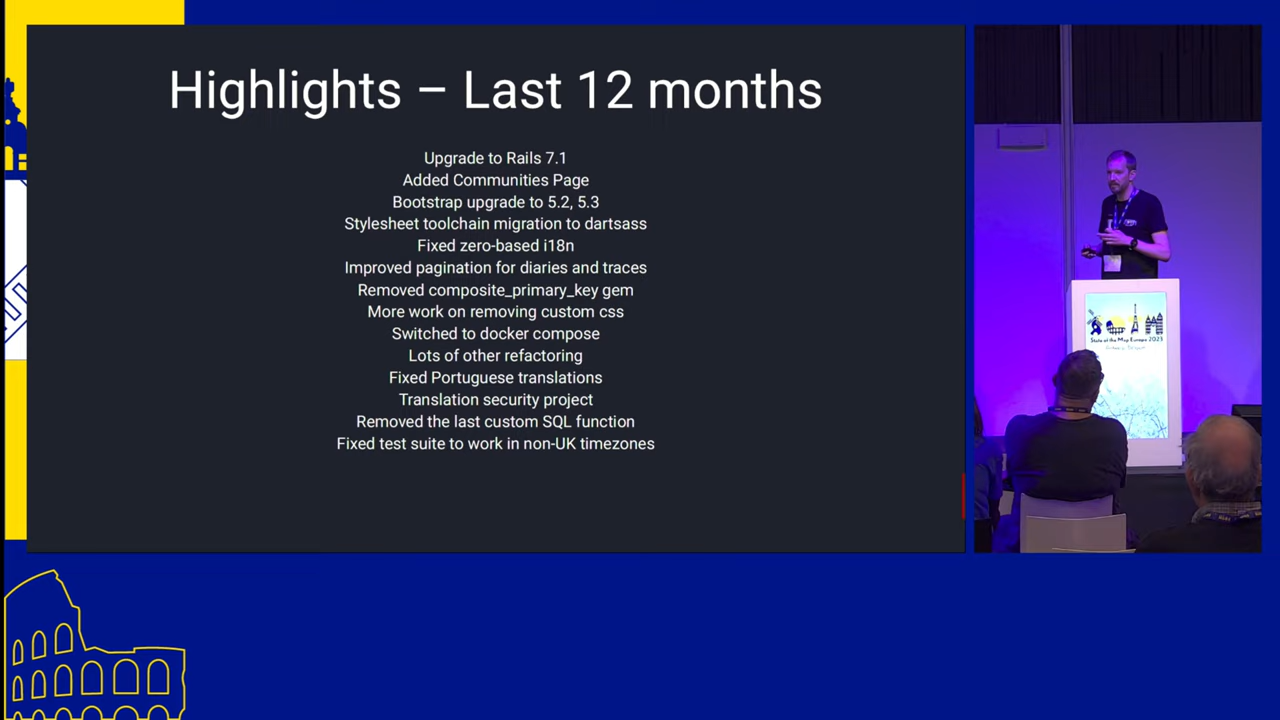 Highlights – Last 12 months
Upgrade to Rails 7.1
Added Communities Page
Bootstrap upgrade to 5.2, 5.3
Stylesheet toolchain migration to dartsass
Fixed zero-based i18n
Improved pagination for diaries and traces
Removed composite_primary_key gem
More work on removing custom css
Switched to docker compose
Lots of other refactoring
Fixed Portuguese translations
Translation security project
Removed the last custom SQL function
Fixed test suite to work in non-UK timezones
State of the Map Europe 2023